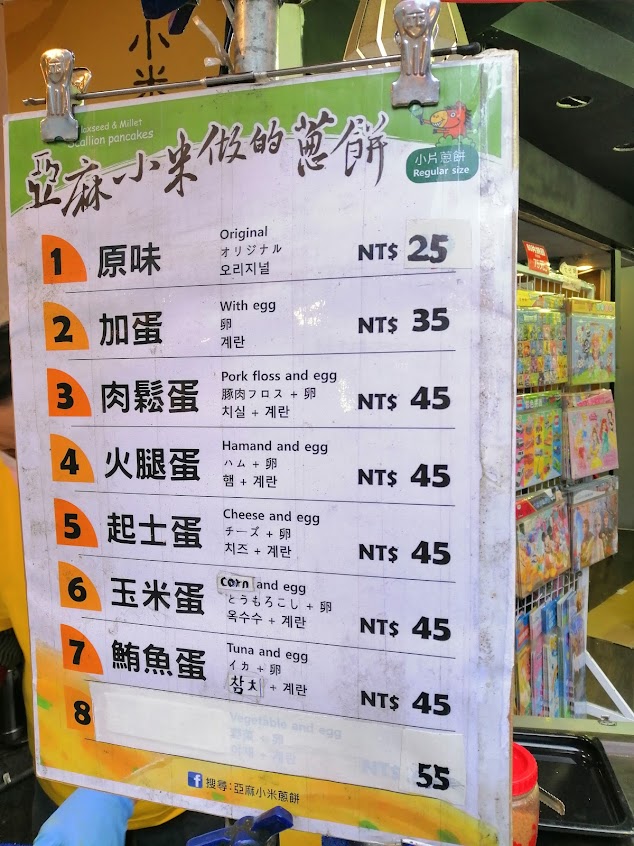 小米
laxseed & Millet
Scallion pancakes
亞麻小米做的蔥餅
小片蔥餅
Regular size
1 原味 Original NT$ 25
オリジナル
오리지널
2 加蛋 With egg NT$ 35
卵
계란
3 肉鬆蛋 Pork floss and egg NT$ 45
豚肉フロス + 卵
치실 + 계란
4 火腿蛋 Hamand and egg NT$ 45
ハム + 卵
햄 + 계란
5 起士蛋 Cheese and egg NT$ 45
チーズ + 卵
치즈 + 계란
6 玉米蛋 corn and egg NT$ 45
とうもろこし + 卵
옥수수 + 계란
7 鮪魚蛋 Tuna and egg NT$ 45
イカ + 卵
참치 + 계란
8 Vegetable and egg 55
야채 + 계란
f 搜尋:亞麻小米蔥餅